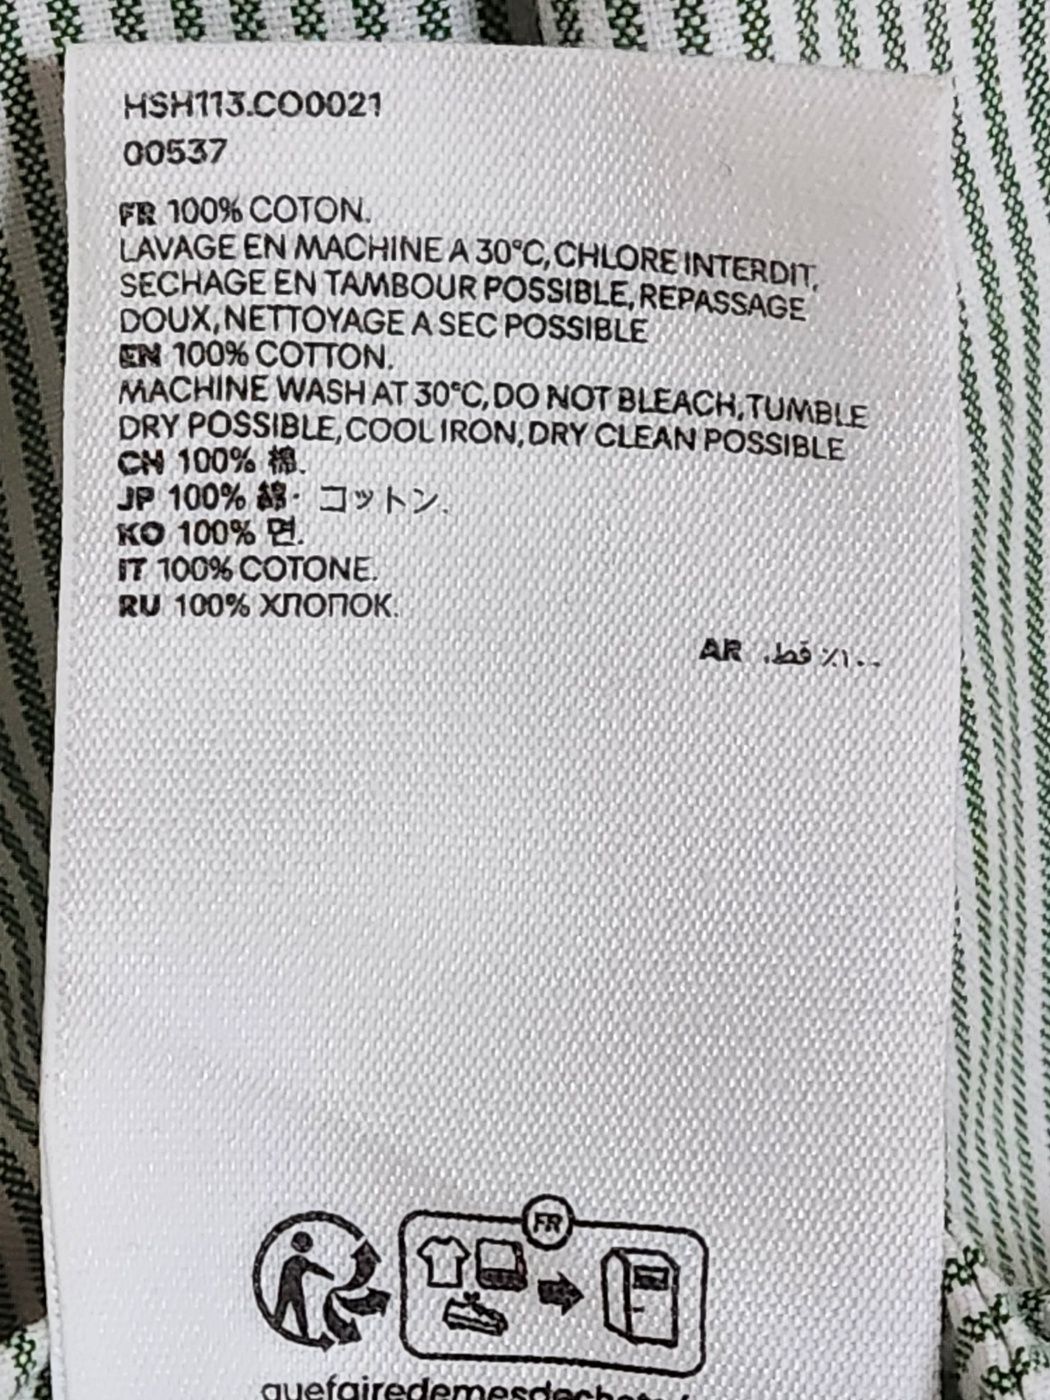 HSH113.CO0021
00537
FR 100% COTON.
LAVAGE EN MACHINE A 30°C, CHLORE INTERDIT,
SECHAGE EN TAMBOUR POSSIBLE, REPASSAGE
DOUX, NETTOYAGE A SEC POSSIBLE
EN 100% COTTON.
MACHINE WASH AT 30°C, DO NOT BLEACH, TUMBLE
DRY POSSIBLE, COOL IRON, DRY CLEAN POSSIBLE
CH 100% 棉.
JP 100% 綿· コットン.
KO 100% 면.
IT 100% COTONE.
RU 100% ХЛОПОК.
AR ١٠٠٪ قط.
FR